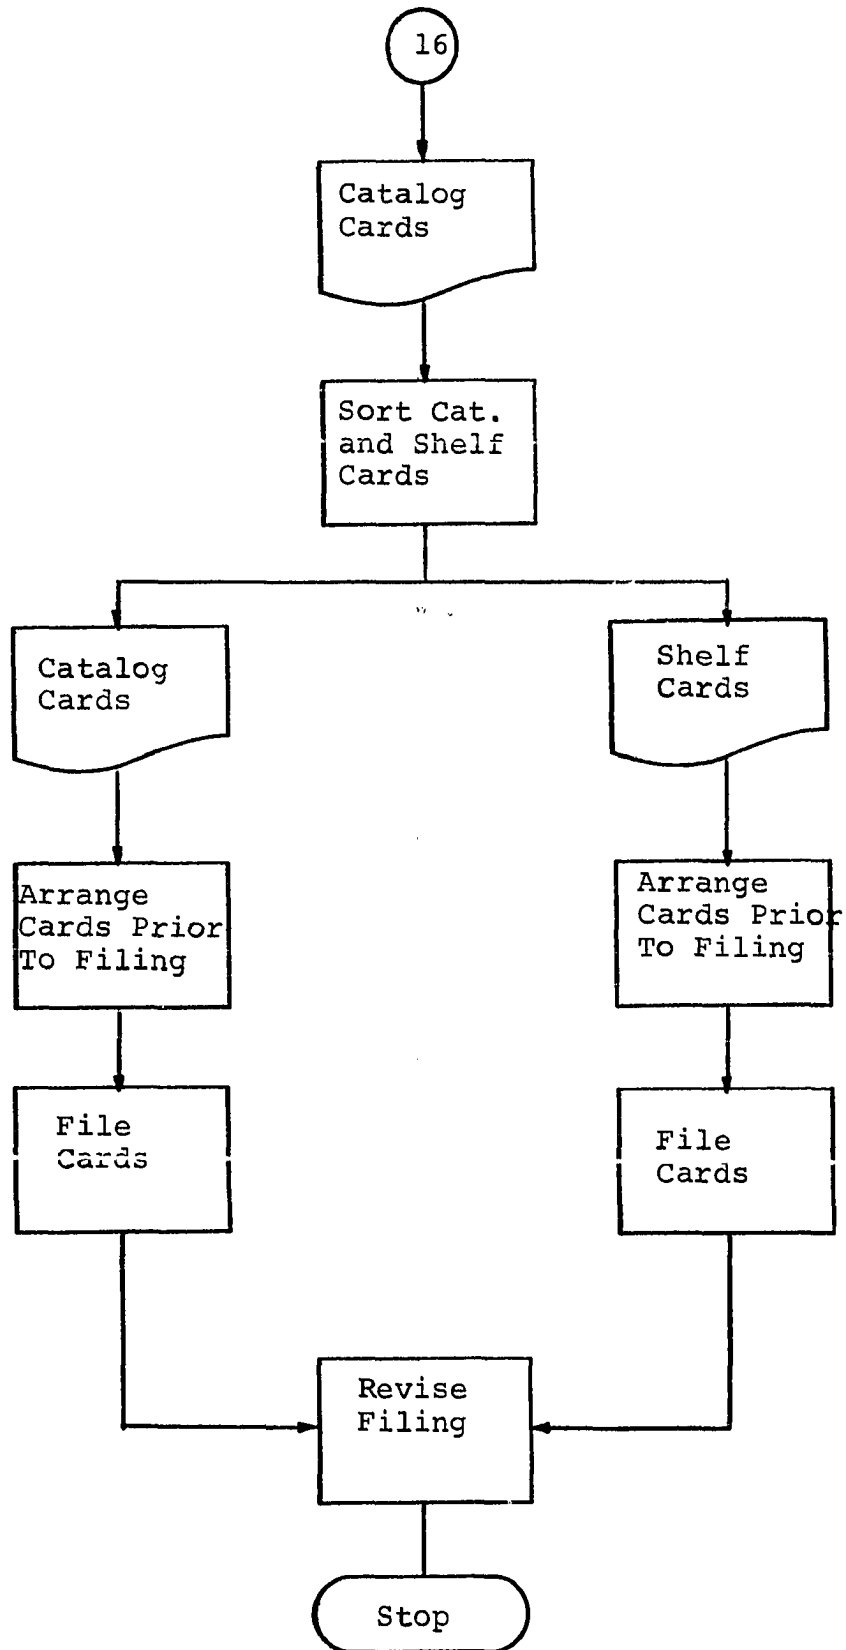 16
Catalog
Cards
Sort Cat.
and Shelf
Cards
Catalog
Cards
Shelf
Cards
Arrange
Cards Prior
To Filing
Arrange
Cards Prior
To Filing
File
Cards
File
Cards
Revise
Filing
Stop